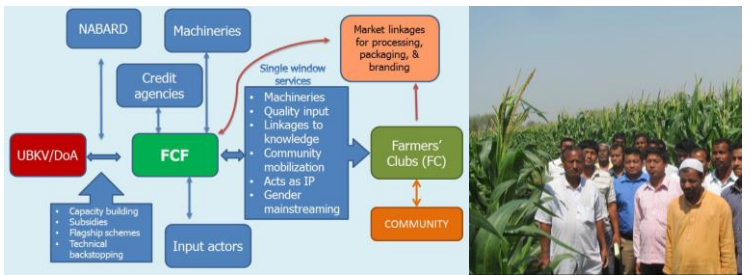 NABARD
Machineries
Credit
agencies
UBKV/DoA
FCF
• Capacity building
• Subsidies
• Flagship schemes
• Technical
backstopping
Input actors
Single window
services
• Machineries
• Quality input
• Linkages to
knowledge
• Community
mobilization
• Acts as IP
• Gender
mainstreaming
Market linkages
for processing,
packaging, &
branding
Farmers'
Clubs (FC)
COMMUNITY